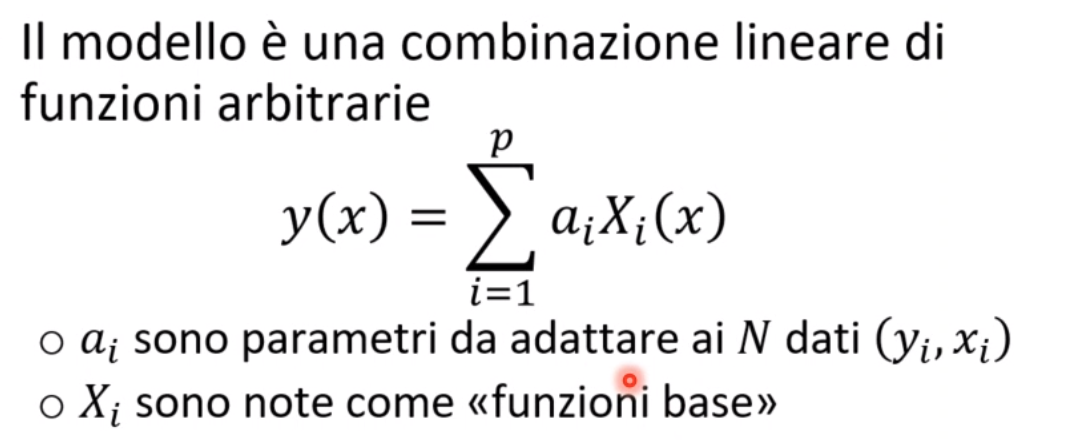 Il modello è una combinazione lineare di
funzioni arbitrarie
y(x) = ∑_{i=1}^{p} a_i X_i(x)
○ a_i sono parametri da adattare ai N dati (y_i, x_i)
○ X_i sono note come «funzioni base»